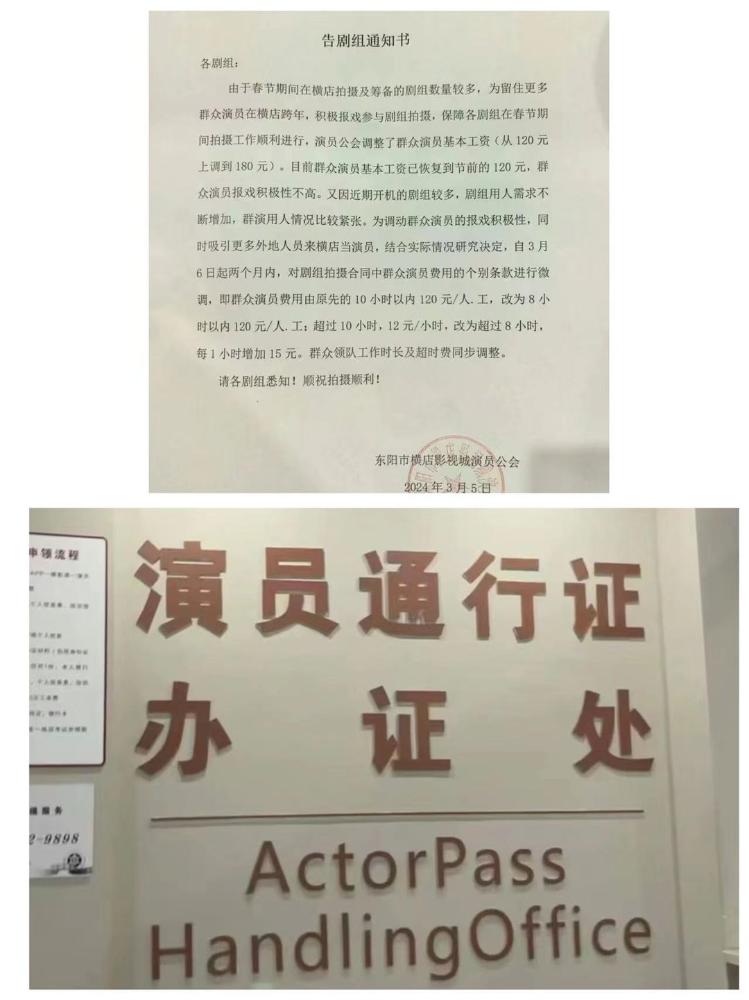 告剧组通知书
各剧组：
由于春节期间在横店拍摄及筹备的剧组数量较多，为留住更多
群众演员在横店跨年，积极报戏参与剧组拍摄，保障各剧组在春节期
间拍摄工作顺利进行，演员公会调整了群众演员基本工资（从 120 元
上调到 180 元）。目前群众演员基本工资已恢复到节前的 120 元，群
众演员报戏积极性不高。又因近期开机的剧组较多，剧组用人需求不
断增加，群演用人情况比较紧张。为调动群众演员的报戏积极性，同
时吸引更多外地人员来横店当演员，结合实际情况研究决定，自 3 月
6 日起两个月内，对剧组拍摄合同中群众演员费用的个别条款进行微
调，即群众演员费用由原先的 10 小时以内 120 元/人.工，改为 8 小
时以内 120 元/人.工；超过 10 小时，12 元/小时，改为超过 8 小时，
每 1 小时增加 15 元。群众领队工作时长及超时费同步调整。
请各剧组悉知！顺祝拍摄顺利！
东阳市横店影视城演员公会
2024 年 3 月 5 日
申领流程
演员通行证
办证处
服务
2-9898
ActorPass
HandlingOffice